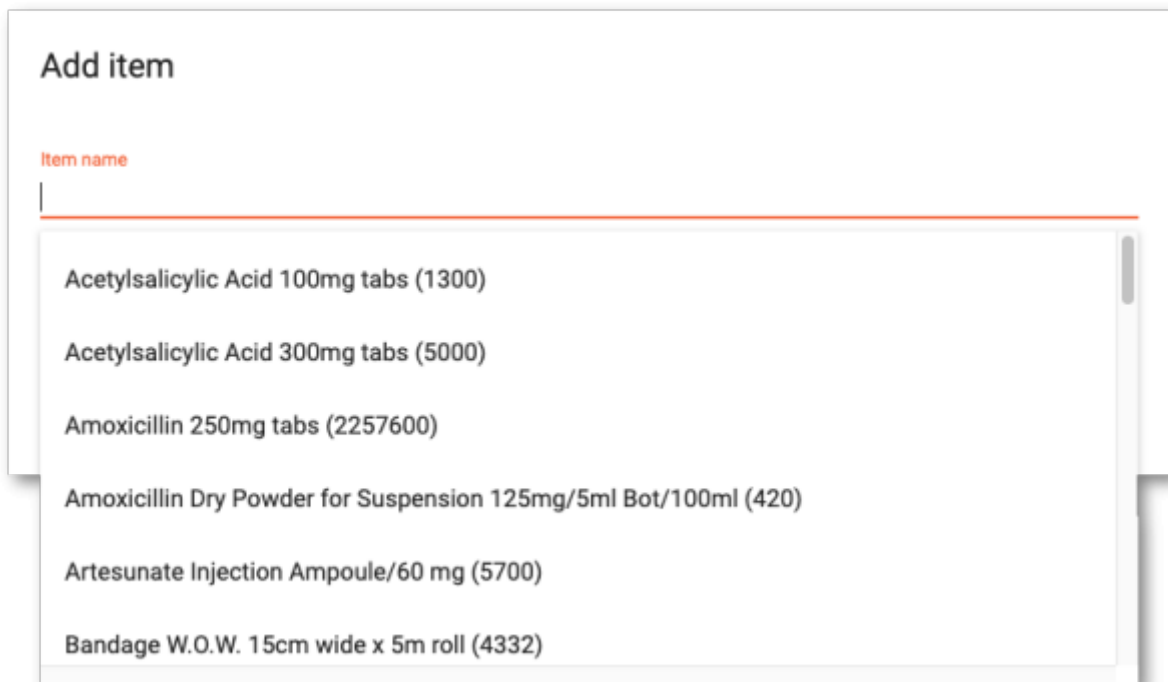 Add item
Item name
Acetylsalicylic Acid 100mg tabs (1300)
Acetylsalicylic Acid 300mg tabs (5000)
Amoxicillin 250mg tabs (2257600)
Amoxicillin Dry Powder for Suspension 125mg/5ml Bot/100ml (420)
Artesunate Injection Ampoule/60 mg (5700)
Bandage W.O.W. 15cm wide x 5m roll (4332)